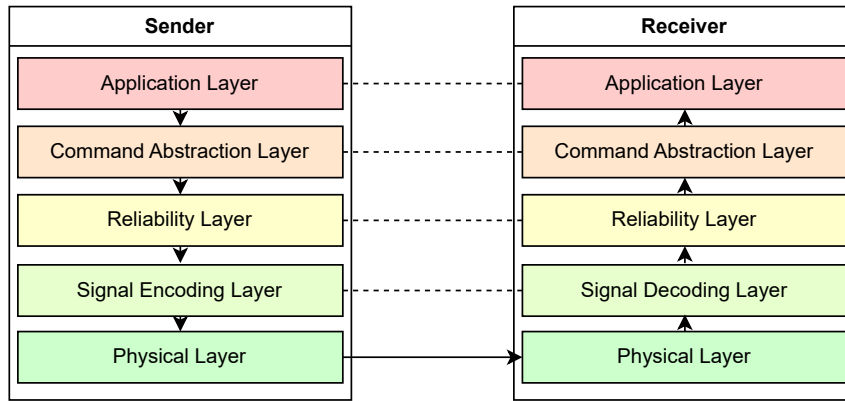 Sender
Application Layer
Command Abstraction Layer
Reliability Layer
Signal Encoding Layer
Physical Layer
Receiver
Application Layer
Command Abstraction Layer
Reliability Layer
Signal Decoding Layer
Physical Layer